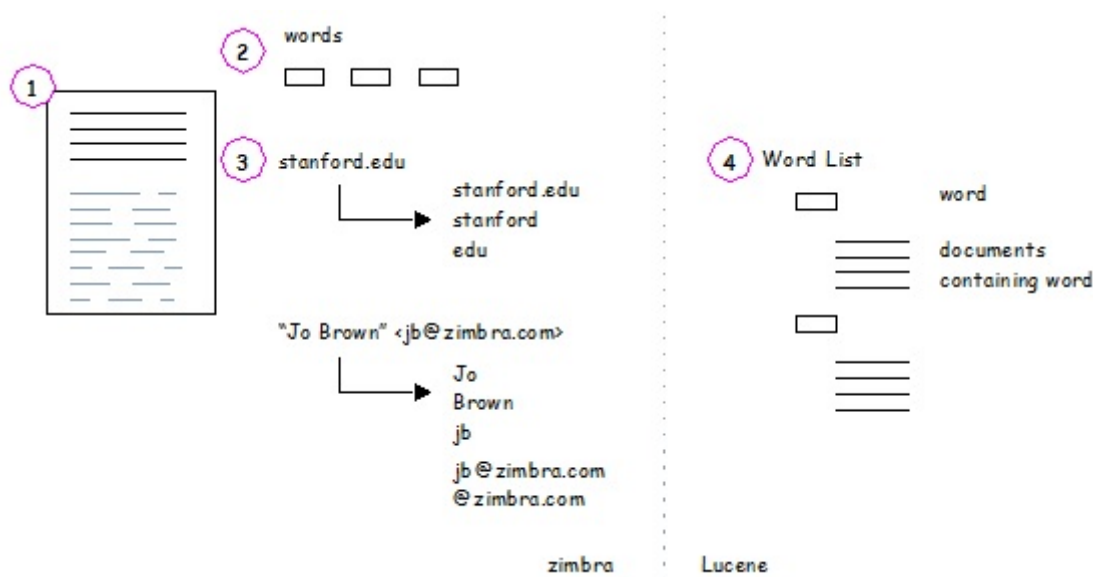 1
2
words
3
stanford.edu
stanford.edu
stanford
edu
"Jo Brown" <jb@zimbra.com>
Jo
Brown
jb
jb@zimbra.com
@zimbra.com
zimbra
4
Word List
word
documents
containing word
Lucene